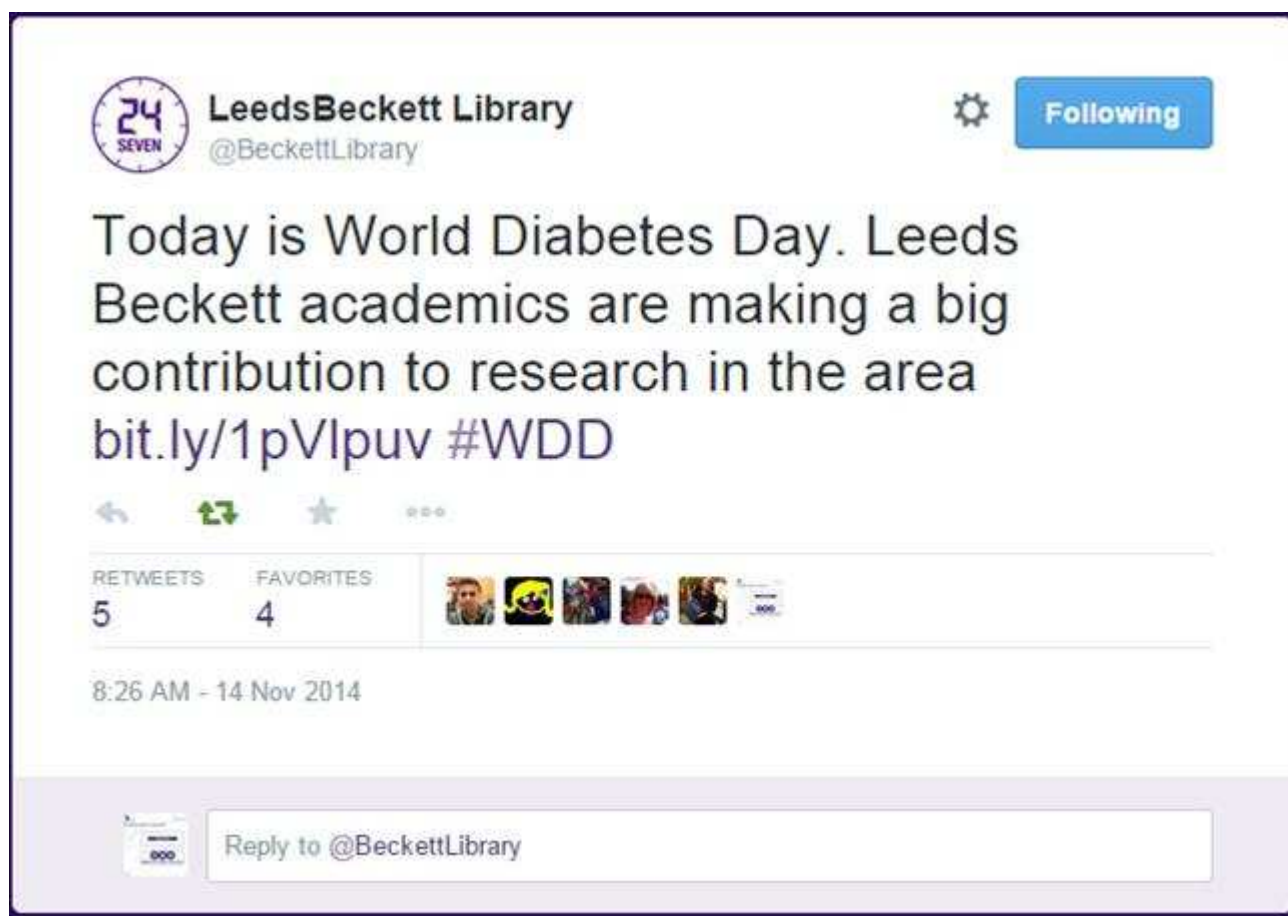 24
SEVEN
LeedsBeckett Library
@BeckettLibrary
Following
Today is World Diabetes Day. Leeds
Beckett academics are making a big
contribution to research in the area
bit.ly/1pVlpuv #WDD
RETWEETS FAVORITES
5 4
8:26 AM - 14 Nov 2014
Reply to @BeckettLibrary